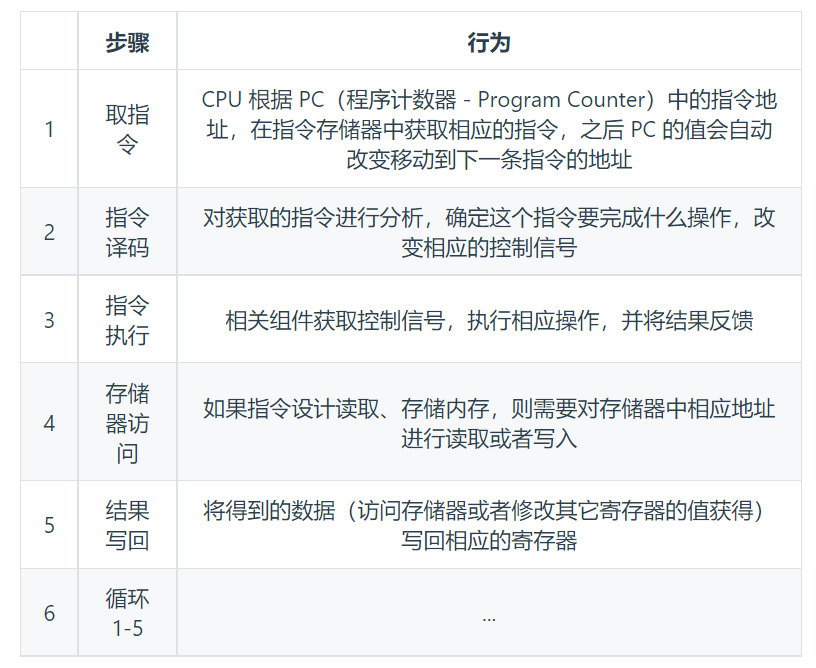 步骤 行为
1 取指令 CPU 根据 PC（程序计数器 - Program Counter）中的指令地
址，在指令存储器中获取相应的指令，之后 PC 的值会自动
改变移动到下一条指令的地址
2 指令译码 对获取的指令进行分析，确定这个指令要完成什么操作，改
变相应的控制信号
3 指令执行 相关组件获取控制信号，执行相应操作，并将结果反馈
4 存储器访问 如果指令设计读取、存储内存，则需要对存储器中相应地址
进行读取或者写入
5 结果写回 将得到的数据（访问存储器或者修改其它寄存器的值获得）
写回相应的寄存器
6 循环 1-5 ...